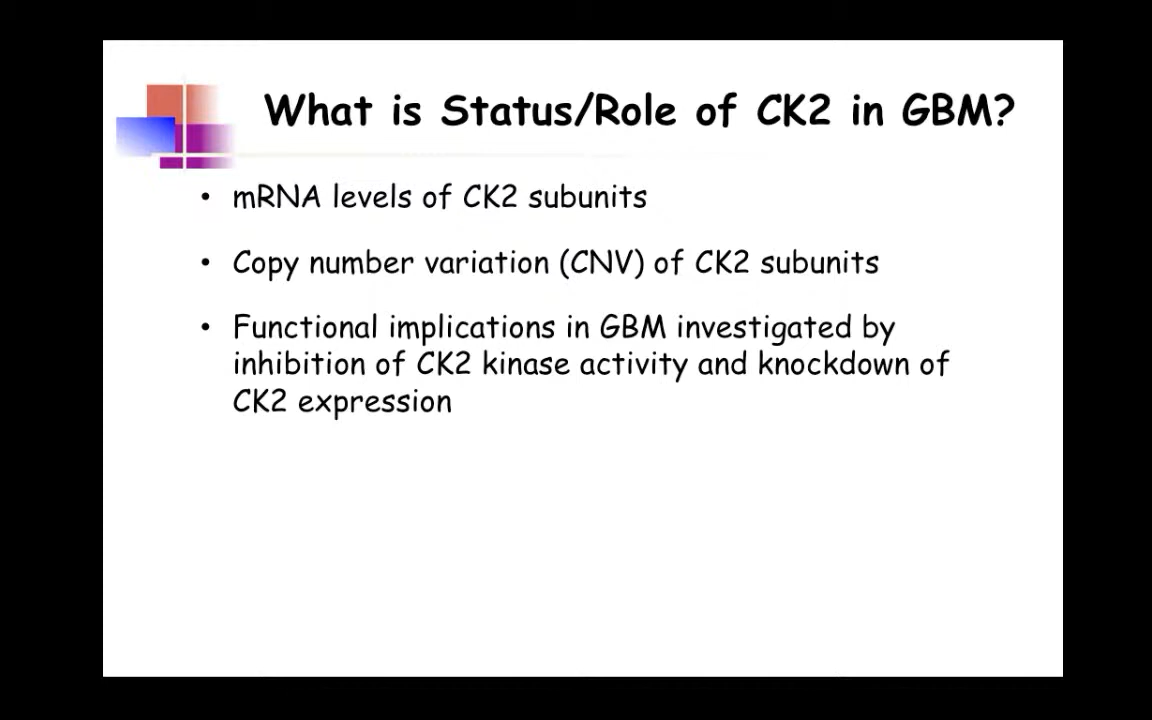 What is Status/Role of CK2 in GBM?
• mRNA levels of CK2 subunits
• Copy number variation (CNV) of CK2 subunits
• Functional implications in GBM investigated by
inhibition of CK2 kinase activity and knockdown of
CK2 expression